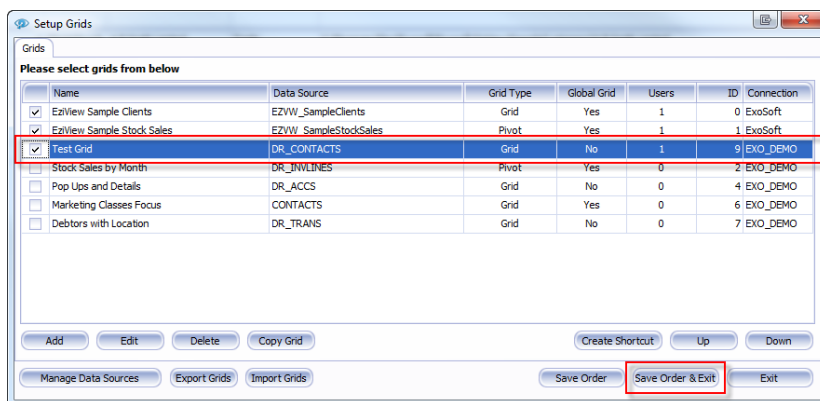 Setup Grids
Grids
Please select grids from below
Name Data Source Grid Type Global Grid Users ID Connection
EziView Sample Clients EZVW_SampleClients Grid Yes 1 0 ExoSoft
EziView Sample Stock Sales EZVW_SampleStockSales Pivot Yes 1 1 ExoSoft
Test Grid DR_CONTACTS Grid No 1 9 EXO_DEMO
Stock Sales by Month DR_INVLINES Pivot Yes 0 2 EXO_DEMO
Pop Ups and Details DR_ACCS Grid No 0 4 EXO_DEMO
Marketing Classes Focus CONTACTS Grid Yes 0 6 EXO_DEMO
Debtors with Location DR_TRANS Grid No 0 7 EXO_DEMO
Add Edit Delete Copy Grid Create Shortcut Up Down
Manage Data Sources Export Grids Import Grids Save Order Save Order & Exit Exit